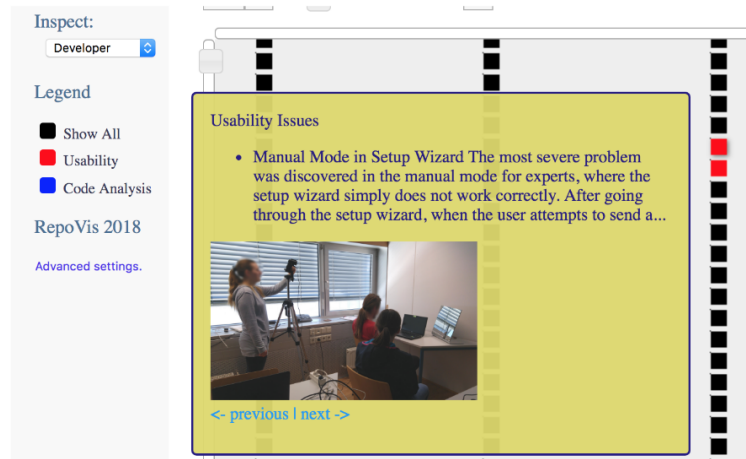 Inspect:
Developer
Legend
Show All
Usability
Code Analysis
RepoVis 2018
Advanced settings.
Usability Issues
• Manual Mode in Setup Wizard The most severe problem
was discovered in the manual mode for experts, where the
setup wizard simply does not work correctly. After going
through the setup wizard, when the user attempts to send a...
<- previous | next ->